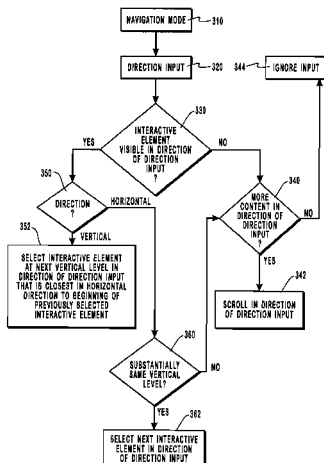 NAVIGATION MODE
310
DIRECTION INPUT
320
344
IGNORE INPUT
330
INTERACTIVE
ELEMENT
VISIBLE IN DIRECTION
OF DIRECTION
INPUT
?
YES
NO
350
DIRECTION
?
HORIZONTAL
VERTICAL
340
MORE
CONTENT IN
DIRECTION OF
DIRECTION
INPUT
?
NO
YES
352
SELECT INTERACTIVE ELEMENT
AT NEXT VERTICAL LEVEL IN
DIRECTION OF DIRECTION INPUT
THAT IS CLOSEST IN HORIZONTAL
DIRECTION TO BEGINNING OF
PREVIOUSLY SELECTED
INTERACTIVE ELEMENT
342
SCROLL IN DIRECTION
OF DIRECTION INPUT
360
SUBSTANTIALLY
SAME VERTICAL
LEVEL?
NO
YES
362
SELECT NEXT INTERACTIVE
ELEMENT IN DIRECTION
OF DIRECTION INPUT